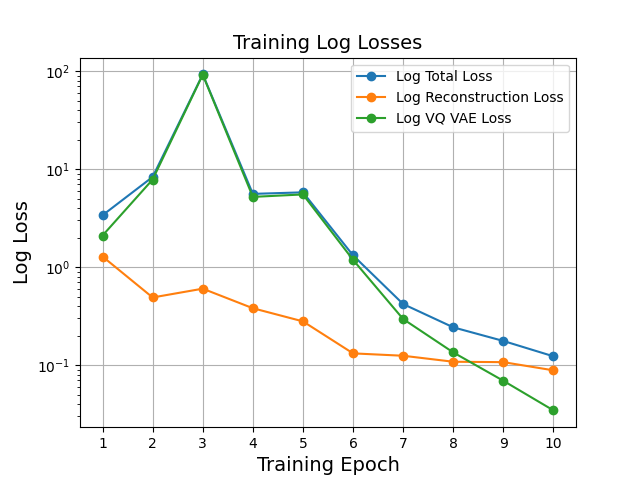 Training Log Losses
Log Total Loss
Log Reconstruction Loss
Log VQ VAE Loss
Log Loss
10²
10¹
10⁰
10⁻¹
1 2 3 4 5 6 7 8 9 10
Training Epoch